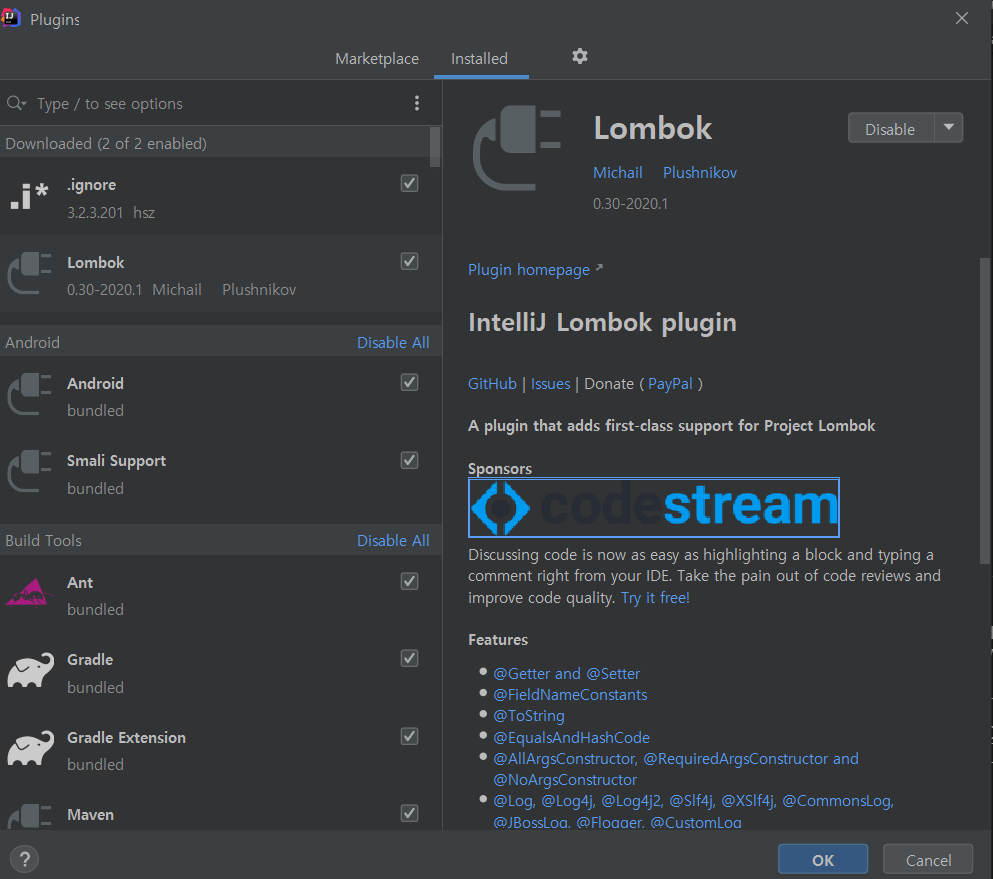 Plugins
Marketplace Installed
Type / to see options
Downloaded (2 of 2 enabled)
.i*
.ignore
3.2.3.201 hsz
Lombok
0.30-2020.1 Michail Plushnikov
Android Disable All
Android
bundled
Smali Support
bundled
Build Tools Disable All
Ant
bundled
Gradle
bundled
Gradle Extension
bundled
Maven
Lombok
Disable
Michail Plushnikov
0.30-2020.1
Plugin homepage
IntelliJ Lombok plugin
GitHub | Issues | Donate ( PayPal )
A plugin that adds first-class support for Project Lombok
Sponsors
codestream
Discussing code is now as easy as highlighting a block and typing a
comment right from your IDE. Take the pain out of code reviews and
improve code quality. Try it free!
Features
@Getter and @Setter
@FieldNameConstants
@ToString
@EqualsAndHashCode
@AllArgsConstructor, @RequiredArgsConstructor and
@NoArgsConstructor
@Log, @Log4j, @Log4j2, @Slf4j, @XSlf4j, @CommonsLog,
@JBossLog, @Flogger, @CustomLog
?
OK Cancel